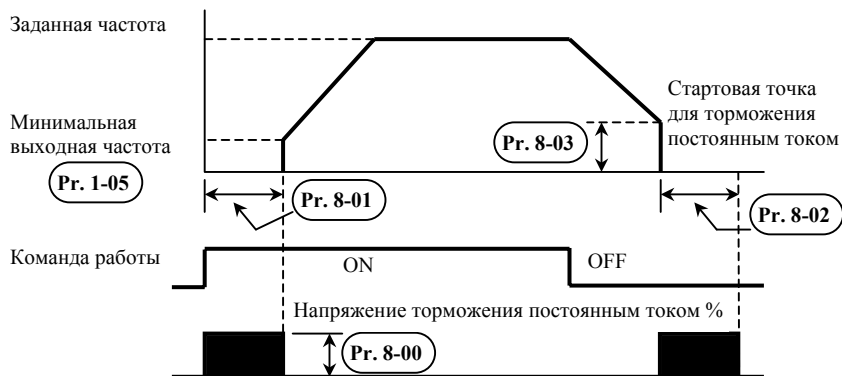 Заданная частота
Стартовая точка
для торможения
постоянным током
Минимальная
выходная частота
Pr. 8-03
Pr. 1-05
Pr. 8-01
Pr. 8-02
Команда работы
ON
OFF
Напряжение торможения постоянным током %
Pr. 8-00